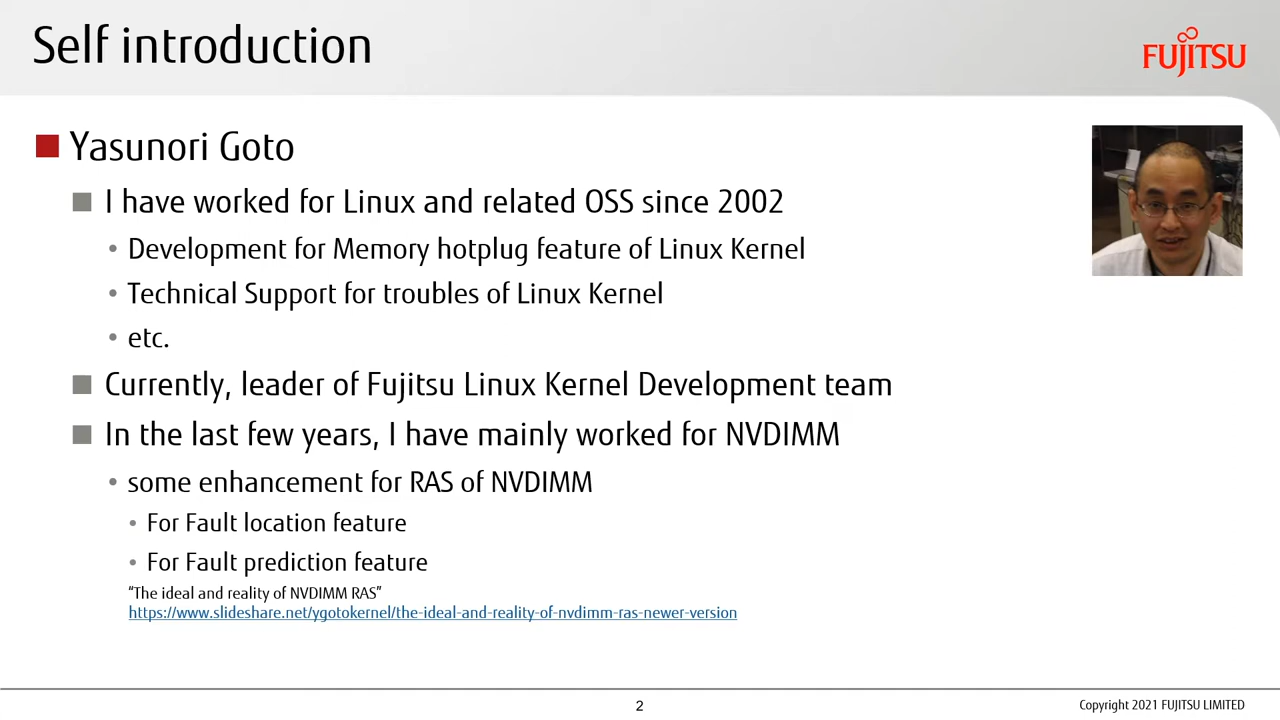 Self introduction
FUJITSU
Yasunori Goto
I have worked for Linux and related OSS since 2002
Development for Memory hotplug feature of Linux Kernel
Technical Support for troubles of Linux Kernel
etc.
Currently, leader of Fujitsu Linux Kernel Development team
In the last few years, I have mainly worked for NVDIMM
some enhancement for RAS of NVDIMM
For Fault location feature
For Fault prediction feature
“The ideal and reality of NVDIMM RAS”
https://www.slideshare.net/ygotokernel/the-ideal-and-reality-of-nvdimm-ras-newer-version
2
Copyright 2021 FUJITSU LIMITED